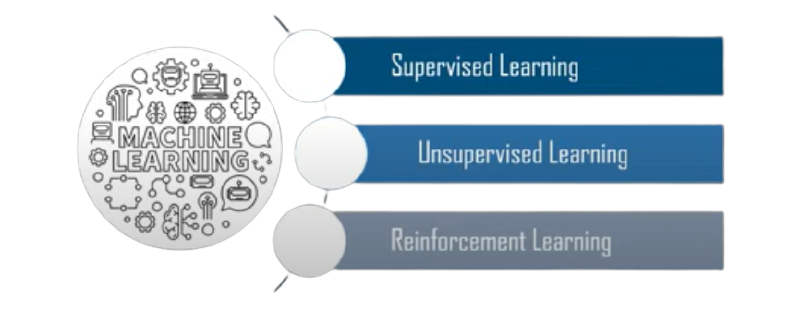 MACHINE
LEARNING
Supervised Learning
Unsupervised Learning
Reinforcement Learning